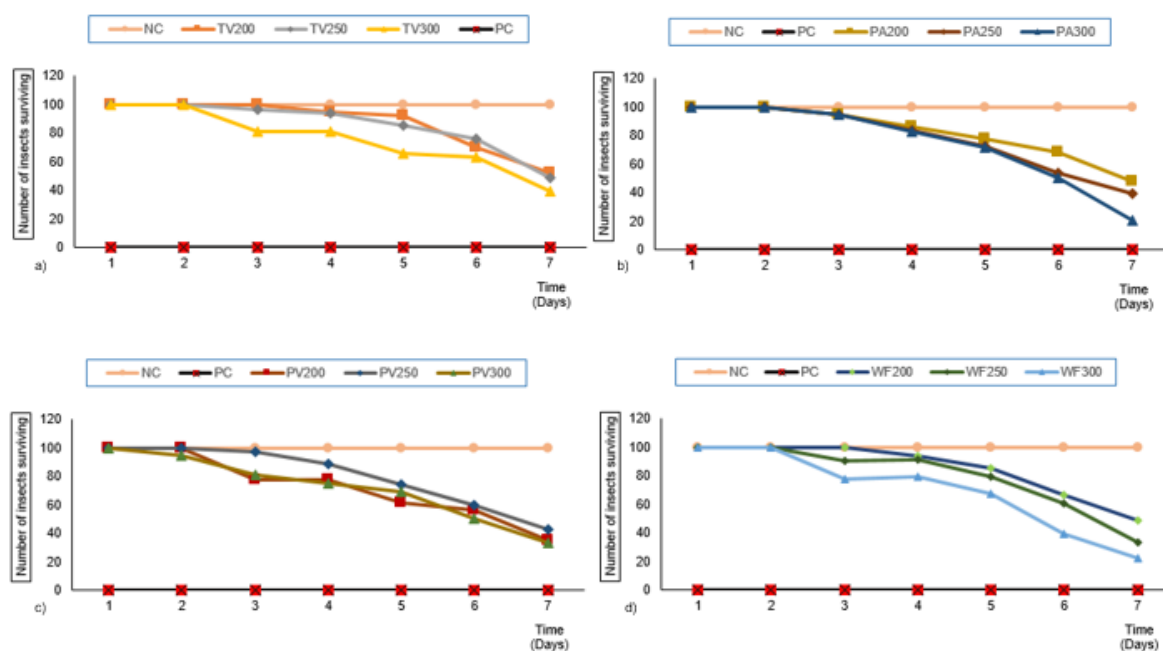 NC TV200 TV250 TV300 PC
Number of insects surviving
120
100
80
60
40
20
0
1 2 3 4 5 6 7
a)
Time
(Days)
NC PC PA200 PA250 PA300
Number of insects surviving
120
100
80
60
40
20
0
1 2 3 4 5 6 7
b)
Time
(Days)
NC PC PV200 PV250 PV300
Number of insects surviving
120
100
80
60
40
20
0
1 2 3 4 5 6 7
c)
Time
(Days)
NC PC WF200 WF250 WF300
Number of insects surviving
120
100
80
60
40
20
0
1 2 3 4 5 6 7
d)
Time
(Days)